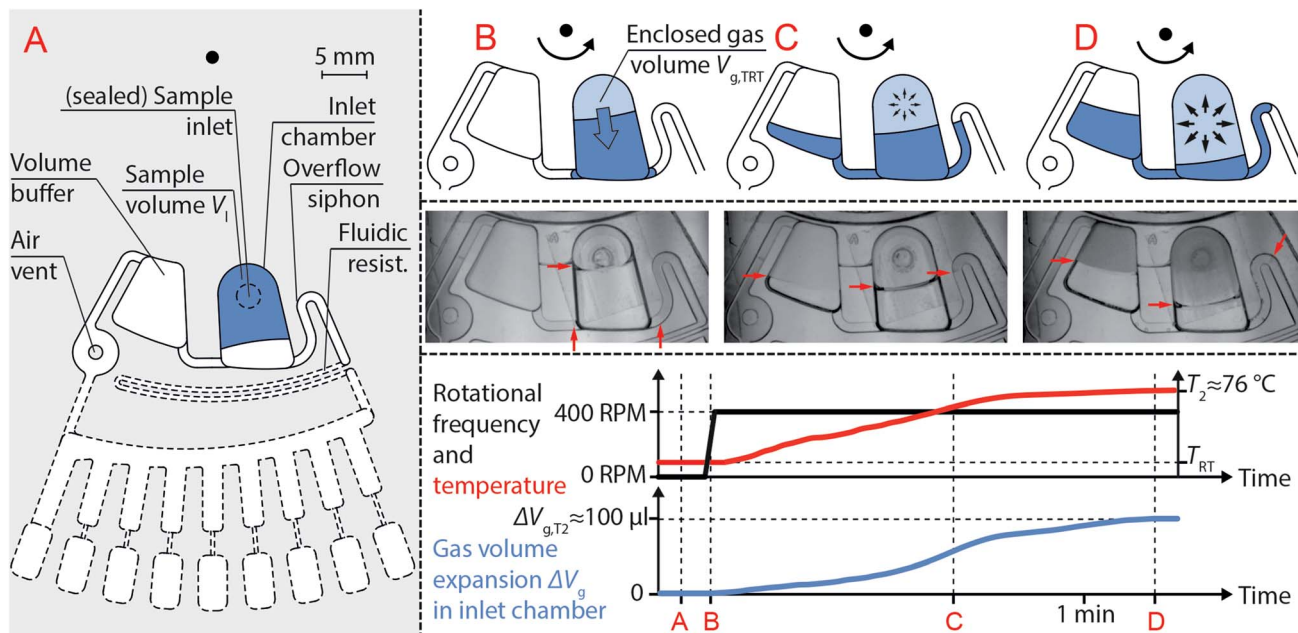 A
5 mm
(sealed) Sample
inlet
Inlet
chamber
Volume
buffer
Sample
volume V_l
Overflow
siphon
Air
vent
Fluidic
resist.
B
Enclosed gas
volume V_g,TRT
C
D
Rotational
frequency
and
temperature
400 RPM
0 RPM
T_2≈76 °C
T_RT
Time
ΔV_g,T2≈100 µl
Gas volume
expansion ΔV_g
in inlet chamber
0
1 min
Time
A B C D